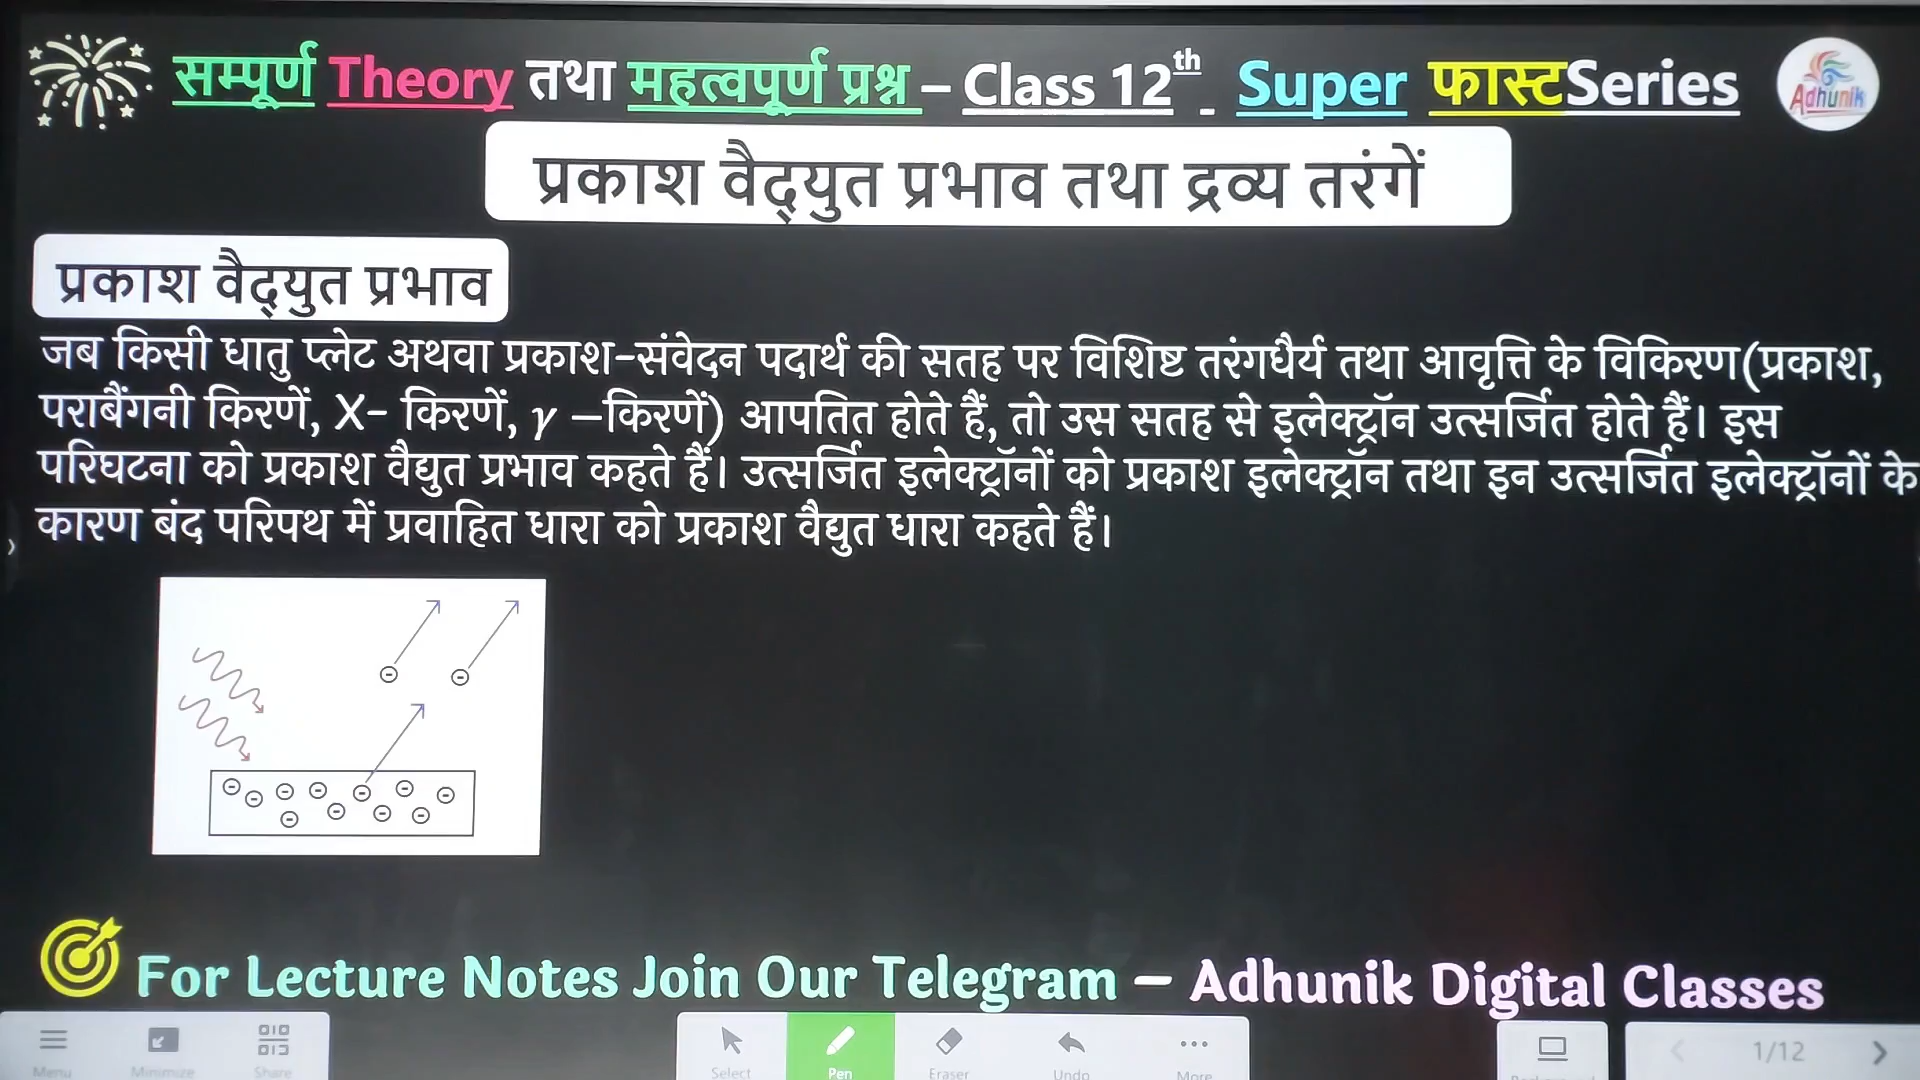 सम्पूर्ण Theory तथा महत्वपूर्ण प्रश्न – Class 12th - Super फास्टSeries
Adhunik
प्रकाश वैद्युत प्रभाव तथा द्रव्य तरंगें
प्रकाश वैद्युत प्रभाव
जब किसी धातु प्लेट अथवा प्रकाश-संवेदन पदार्थ की सतह पर विशिष्ट तरंगधैर्य तथा आवृत्ति के विकिरण(प्रकाश,
पराबैंगनी किरणें, X- किरणें, γ –किरणें) आपतित होते हैं, तो उस सतह से इलेक्ट्रॉन उत्सर्जित होते हैं। इस
परिघटना को प्रकाश वैद्युत प्रभाव कहते हैं। उत्सर्जित इलेक्ट्रॉनों को प्रकाश इलेक्ट्रॉन तथा इन उत्सर्जित इलेक्ट्रॉनों के
कारण बंद परिपथ में प्रवाहित धारा को प्रकाश वैद्युत धारा कहते हैं।
For Lecture Notes Join Our Telegram – Adhunik Digital Classes
Menu Minimize Share Select Pen Eraser Undo More 1/12